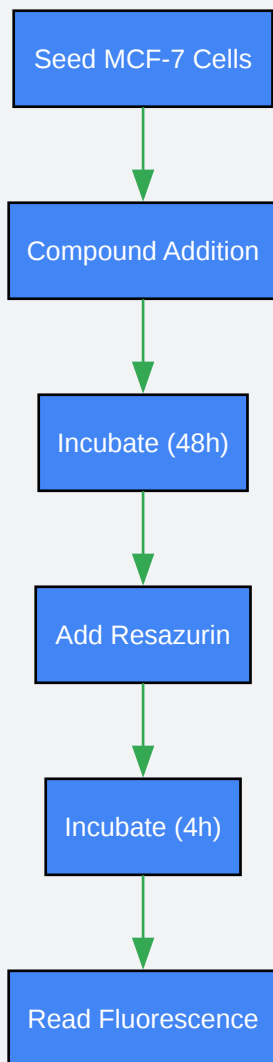 Seed MCF-7 Cells
Compound Addition
Incubate (48h)
Add Resazurin
Incubate (4h)
Read Fluorescence